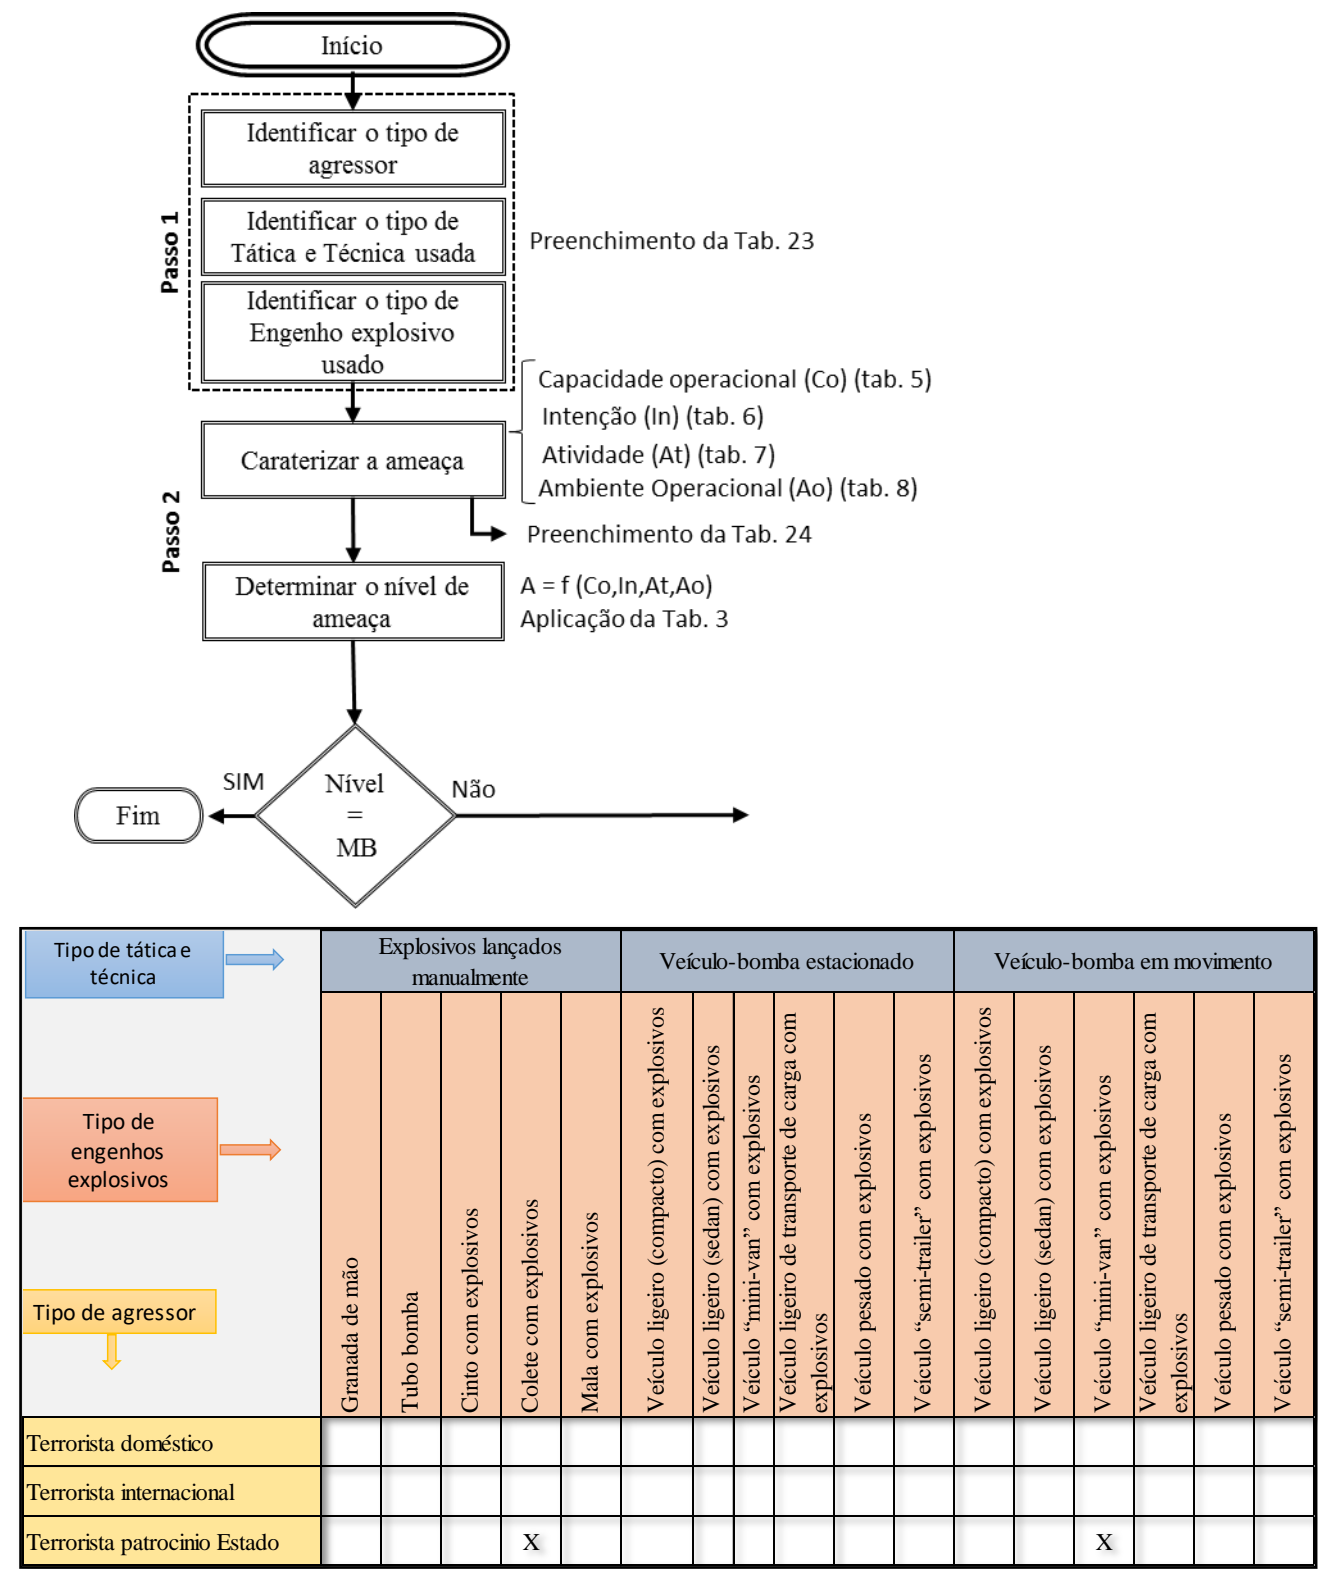 Início
Passo 1
Identificar o tipo de
agressor
Identificar o tipo de
Tática e Técnica usada
Preenchimento da Tab. 23
Identificar o tipo de
Engenho explosivo
usado
Passo 2
Caraterizar a ameaça
Capacidade operacional (Co) (tab. 5)
Intenção (In) (tab. 6)
Atividade (At) (tab. 7)
Ambiente Operacional (Ao) (tab. 8)
Preenchimento da Tab. 24
Determinar o nível de
ameaça
A = f (Co,In,At,Ao)
Aplicação da Tab. 3
Nível
=
MB
SIM
Não
Fim
Tipo de tática e
técnica
Explosivos lançados
manualmente
Veículo-bomba estacionado
Veículo-bomba em movimento
Tipo de
engenhos
explosivos
Tipo de agressor
Granada de mão
Tubo bomba
Cinto com explosivos
Colete com explosivos
Mala com explosivos
Veículo ligeiro (compacto) com explosivos
Veículo ligeiro (sedan) com explosivos
Veículo “mini-van” com explosivos
Veículo ligeiro de transporte de carga com
explosivos
Veículo pesado com explosivos
Veículo “semi-trailer” com explosivos
Veículo ligeiro (compacto) com explosivos
Veículo ligeiro (sedan) com explosivos
Veículo “mini-van” com explosivos
Veículo ligeiro de transporte de carga com
explosivos
Veículo pesado com explosivos
Veículo “semi-trailer” com explosivos
Terrorista doméstico
Terrorista internacional
Terrorista patrocinio Estado
X
X